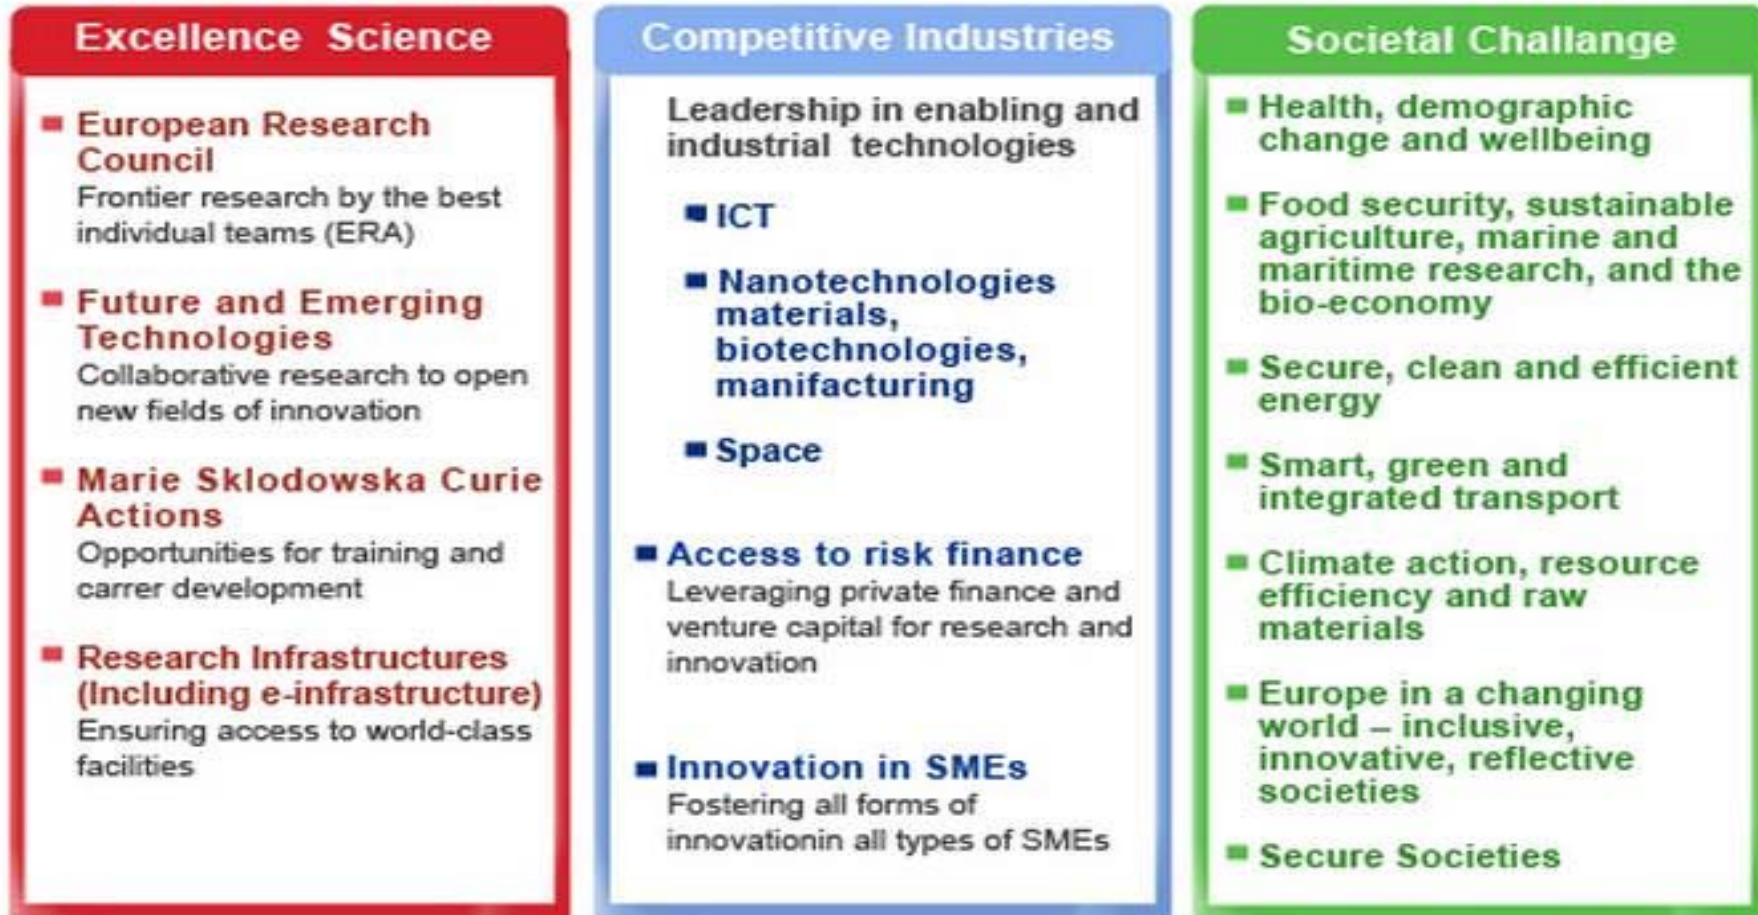 Excellence Science
European Research
Council
Frontier research by the best
individual teams (ERA)
Future and Emerging
Technologies
Collaborative research to open
new fields of innovation
Marie Sklodowska Curie
Actions
Opportunities for training and
carrer development
Research Infrastructures
(Including e-infrastructure)
Ensuring access to world-class
facilities
Competitive Industries
Leadership in enabling and
industrial technologies
ICT
Nanotechnologies
materials,
biotechnologies,
manifacturing
Space
Access to risk finance
Leveraging private finance and
venture capital for research and
innovation
Innovation in SMEs
Fostering all forms of
innovationin all types of SMEs
Societal Challange
Health, demographic
change and wellbeing
Food security, sustainable
agriculture, marine and
maritime research, and the
bio-economy
Secure, clean and efficient
energy
Smart, green and
integrated transport
Climate action, resource
efficiency and raw
materials
Europe in a changing
world – inclusive,
innovative, reflective
societies
Secure Societies